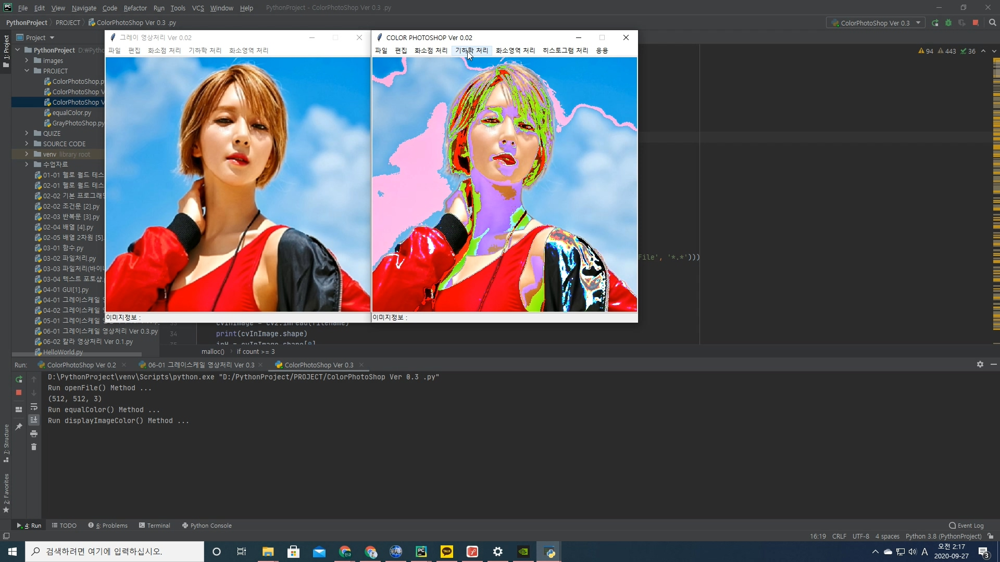 File Edit View Navigate Code Refactor Run Tools VCS Window Help PythonProject - ColorPhotoShop Ver 0.3 .py
PythonProject PROJECT ColorPhotoShop Ver 0.3 .py ColorPhotoShop Ver 0.3
1: Project
Project
PythonProject D:₩Pytho
images
PROJECT
ColorPhotoShop.p
ColorPhotoShop V
ColorPhotoShop V
equalColor.py
GrayPhotoShop.py
QUIZE
SOURCE CODE
venv library root
수업자료
01-01 헬로 월드 테스
02-01 헬로 월드 테스
02-02 기본 프로그래밍
02-02 조건문 [2].py
02-03 반복문 [3].py
02-04 배열 [4].py
02-05 배열 2차원 [5].
03-01 함수.py
03-02 파일처리.py
03-03 파일처리(바이너
03-04 텍스트 포토샵.
04-01 GUI[1].py
04-01 그레이스케일
04-02 그레이스케일
05-01 그레이스케일
06-01 그레이스케일 영상처리 Ver 0.3.py
06-02 칼라 영상처리 Ver 0.1.py
HelloWorld.py
그레이 영상처리 Ver 0.02
파일 편집 화소점 처리 기하학 처리 화소영역 처리
이미지정보 :
COLOR PHOTOSHOP Ver 0.02
파일 편집 화소점 처리 기하학 처리 화소영역 처리 히스토그램 처리 응용
이미지정보 :
94 443 36
File', '*.*')))
33 cvInImage = cv2.imread(filename)
34 print(cvInImage.shape)
35 inH = cvInImage.shape[0]
malloc() if count >= 3
Run: ColorPhotoShop Ver 0.2 06-01 그레이스케일 영상처리 Ver 0.3 ColorPhotoShop Ver 0.3
D:\PythonProject\venv\Scripts\python.exe "D:/PythonProject/PROJECT/ColorPhotoShop Ver 0.3 .py"
Run openFile() Method ...
(512, 512, 3)
Run equalColor() Method ...
Run displayImageColor() Method ...
7: Structure
2: Favorites
4: Run TODO 6: Problems Terminal Python Console Event Log
16:19 CRLF UTF-8 4 spaces Python 3.8 (PythonProject)
검색하려면 여기에 입력하십시오.
PC
TALK
A
오전 2:17
2020-09-27
3